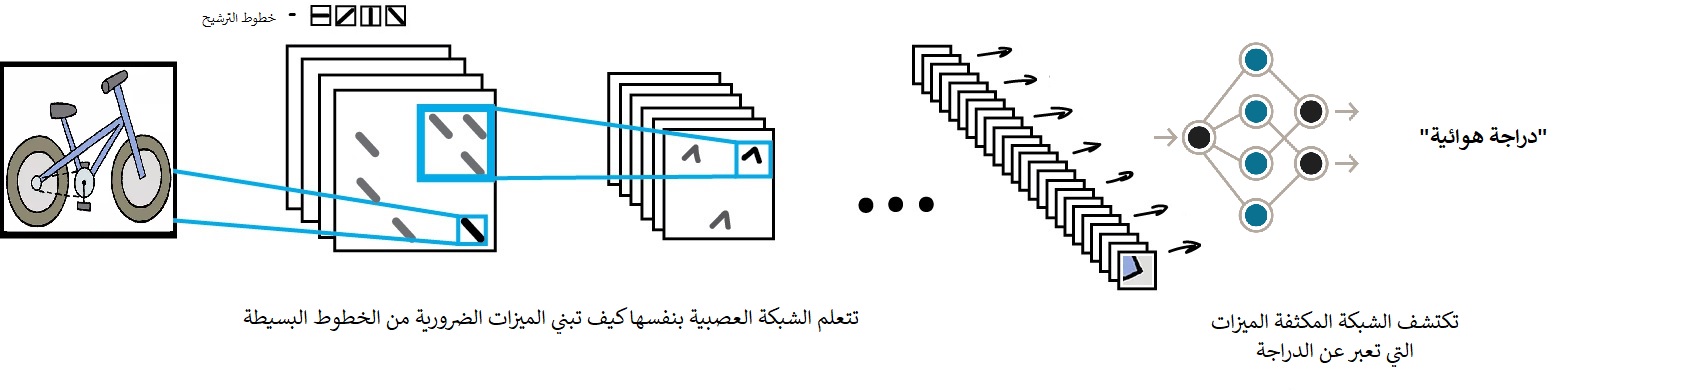 خطوط الترشيح -
"دراجة هوائية"
تتعلم الشبكة العصبية بنفسها كيف تبني الميزات الضرورية من الخطوط البسيطة
تكتشف الشبكة المكثفة الميزات
التي تعبر عن الدراجة